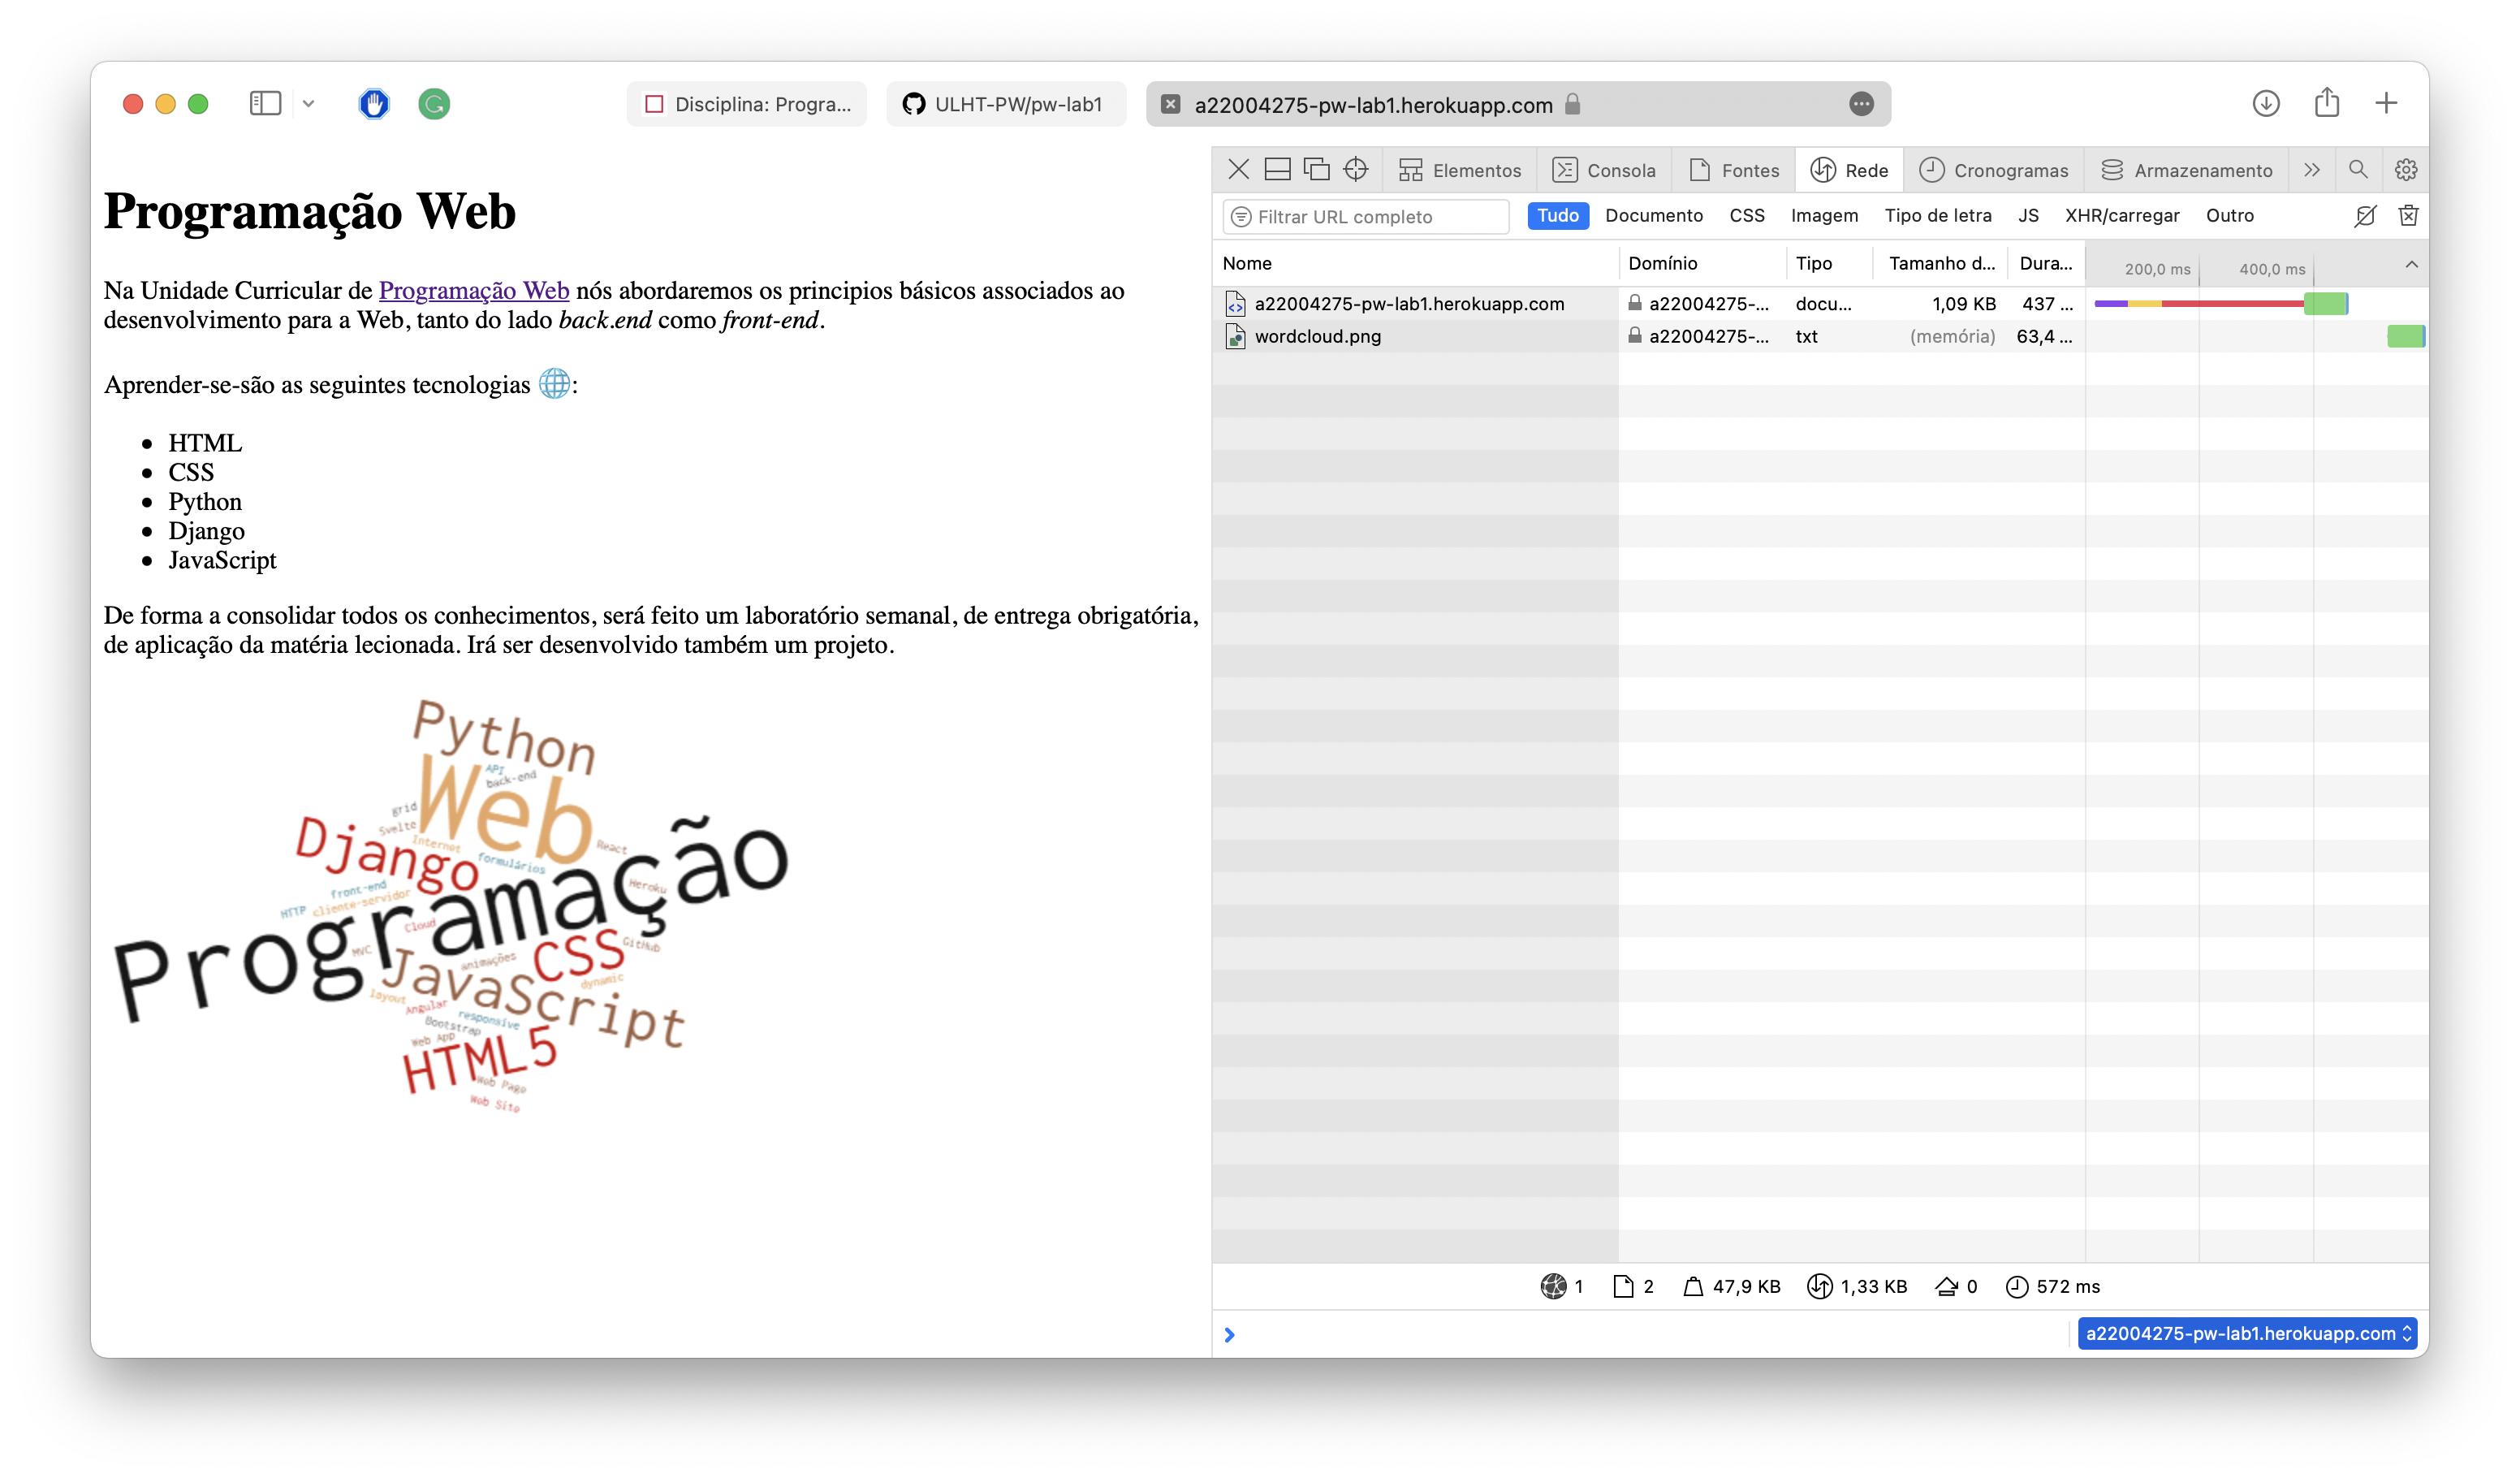 Disciplina: Progra...
ULHT-PW/pw-lab1
a22004275-pw-lab1.herokuapp.com
Programação Web
Na Unidade Curricular de Programação Web nós abordaremos os principios básicos associados ao
desenvolvimento para a Web, tanto do lado back.end como front-end.
Aprender-se-são as seguintes tecnologias 🌐:
HTML
CSS
Python
Django
JavaScript
De forma a consolidar todos os conhecimentos, será feito um laboratório semanal, de entrega obrigatória,
de aplicação da matéria lecionada. Irá ser desenvolvido também um projeto.
Python
API
back-end
Web
grid
Svelte
Django
Internet
formulários
React
Programação
front-end
Heroku
HTTP
cliente-servidor
Cloud
MVC
JavaScript
animações
CSS
GitHub
dynamic
layout
Angular
responsive
Bootstrap
Web App
HTML5
Web Page
Web Site
Elementos
Consola
Fontes
Rede
Cronogramas
Armazenamento
Filtrar URL completo
Tudo
Documento
CSS
Imagem
Tipo de letra
JS
XHR/carregar
Outro
Nome Domínio Tipo Tamanho d... Dura... 200,0 ms 400,0 ms
a22004275-pw-lab1.herokuapp.com a22004275-... docu... 1,09 KB 437 ...
wordcloud.png a22004275-... txt (memória) 63,4 ...
1 2 47,9 KB 1,33 KB 0 572 ms
a22004275-pw-lab1.herokuapp.com